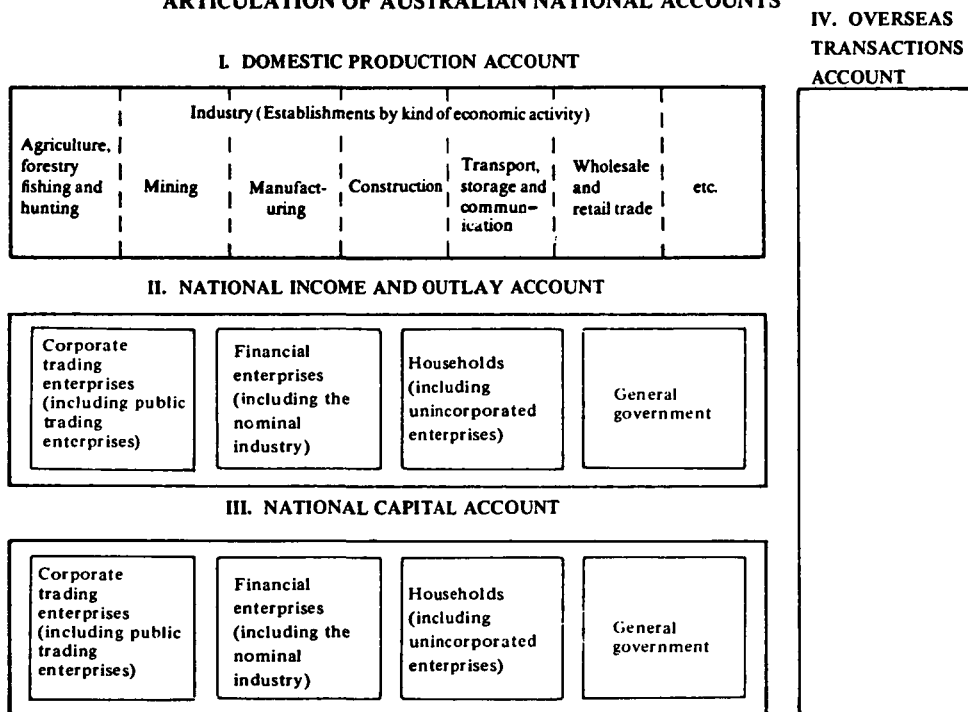 ARTICULATION OF AUSTRALIAN NATIONAL ACCOUNTS
IV. OVERSEAS
TRANSACTIONS
ACCOUNT
I. DOMESTIC PRODUCTION ACCOUNT
Industry (Establishments by kind of economic activity)
Agriculture,
forestry
fishing and
hunting
Mining
Manufact-
uring
Construction
Transport,
storage and
commun-
ication
Wholesale
and
retail trade
etc.
II. NATIONAL INCOME AND OUTLAY ACCOUNT
Corporate
trading
enterprises
(including public
trading
enterprises)
Financial
enterprises
(including the
nominal
industry)
Households
(including
unincorporated
enterprises)
General
government
III. NATIONAL CAPITAL ACCOUNT
Corporate
trading
enterprises
(including public
trading
enterprises)
Financial
enterprises
(including the
nominal
industry)
Households
(including
unincorporated
enterprises)
General
government